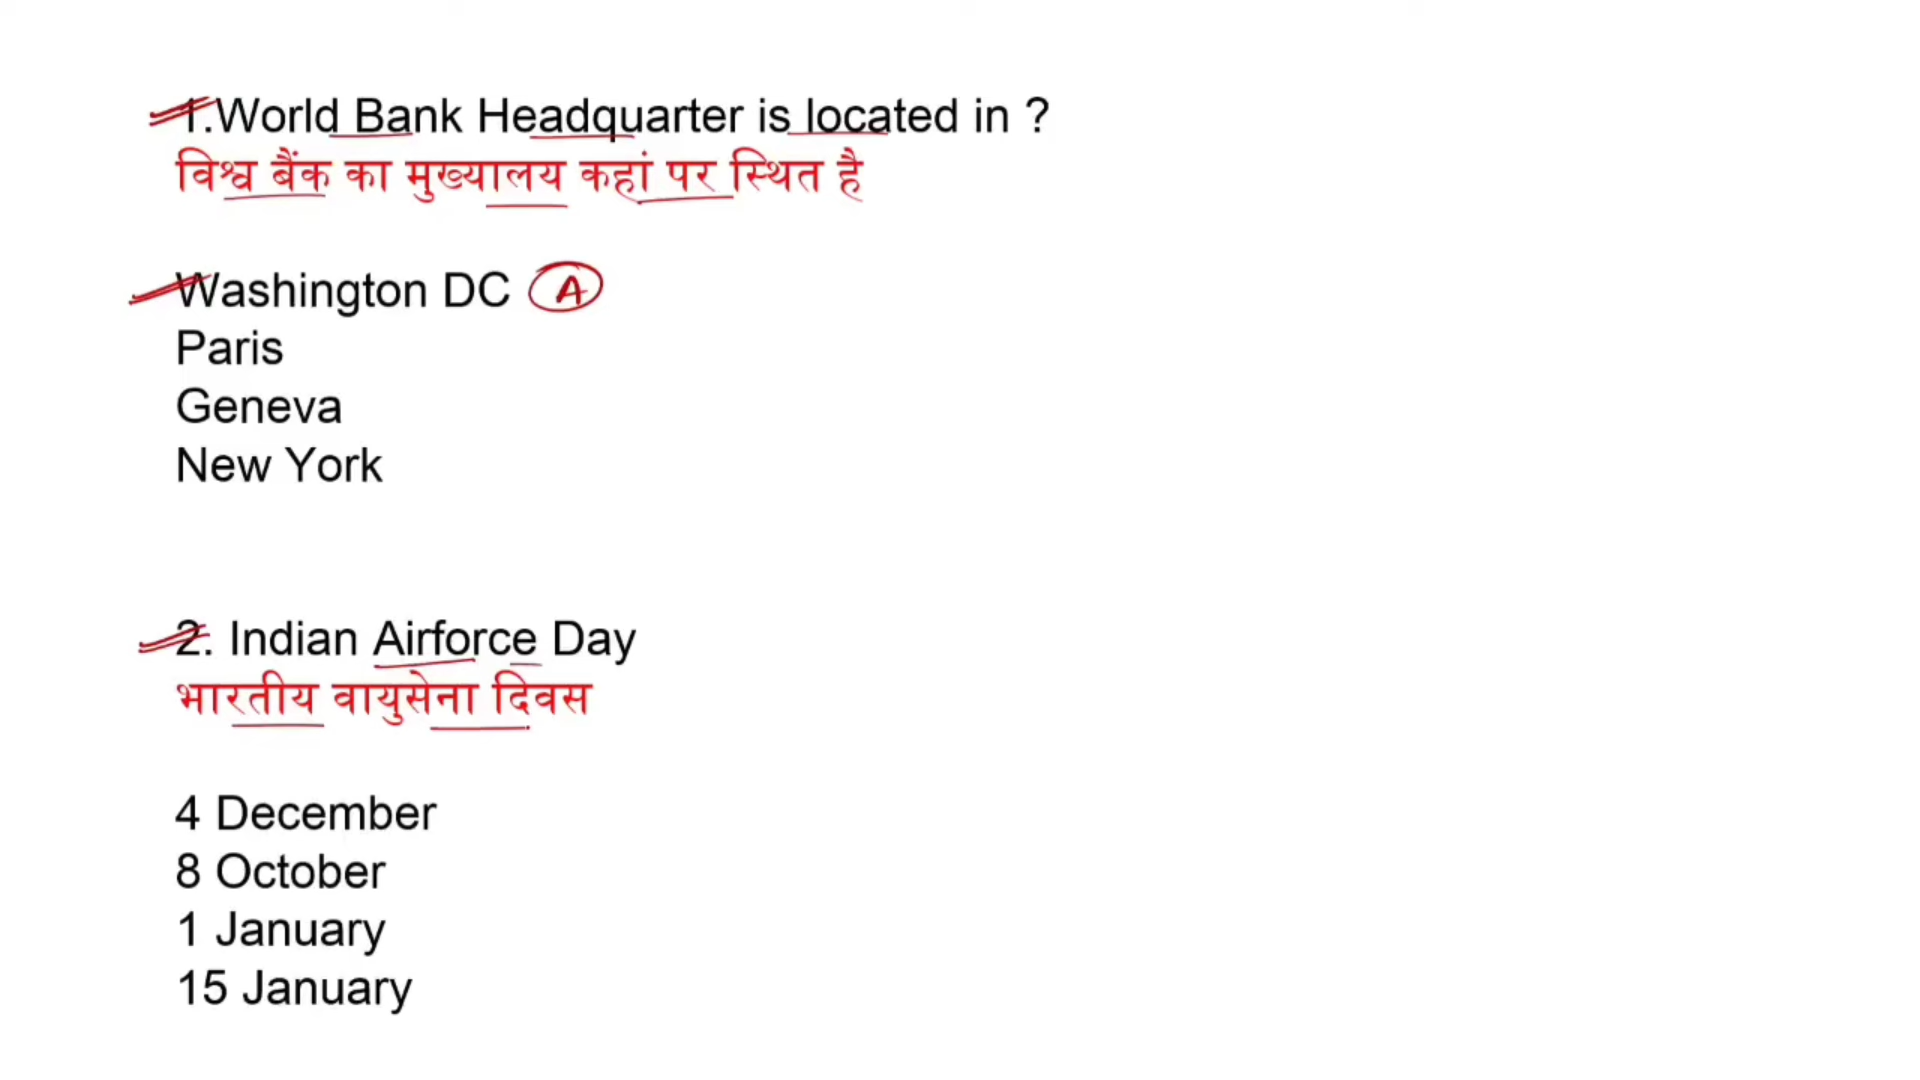 1.World Bank Headquarter is located in ?
विश्व बैंक का मुख्यालय कहां पर स्थित है
Washington DC A
Paris
Geneva
New York
2. Indian Airforce Day
भारतीय वायुसेना दिवस
4 December
8 October
1 January
15 January